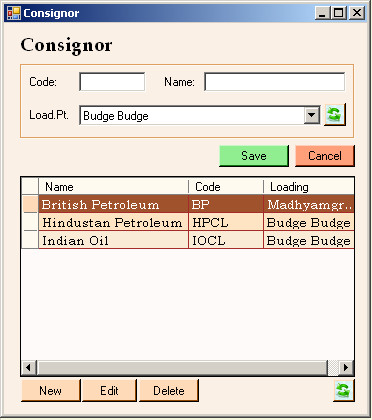 Consignor
Consignor
Code: Name:
Load.Pt. Budge Budge
Save Cancel
Name Code Loading
British Petroleum BP Madhyamgr...
Hindustan Petroleum HPCL Budge Budge
Indian Oil IOCL Budge Budge
New Edit Delete